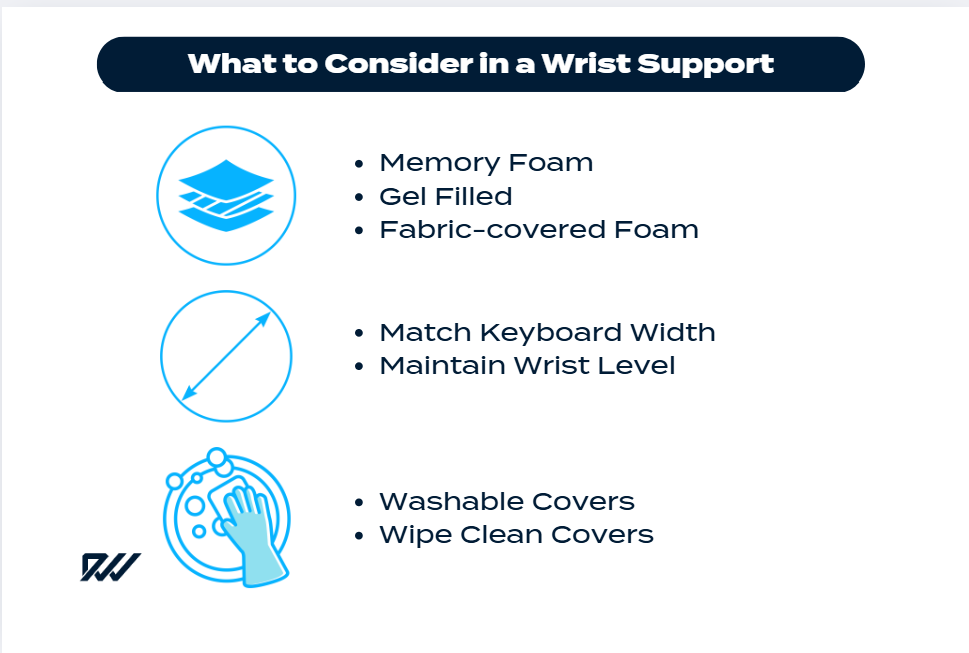 What to Consider in a Wrist Support
• Memory Foam
• Gel Filled
• Fabric-covered Foam
• Match Keyboard Width
• Maintain Wrist Level
• Washable Covers
• Wipe Clean Covers